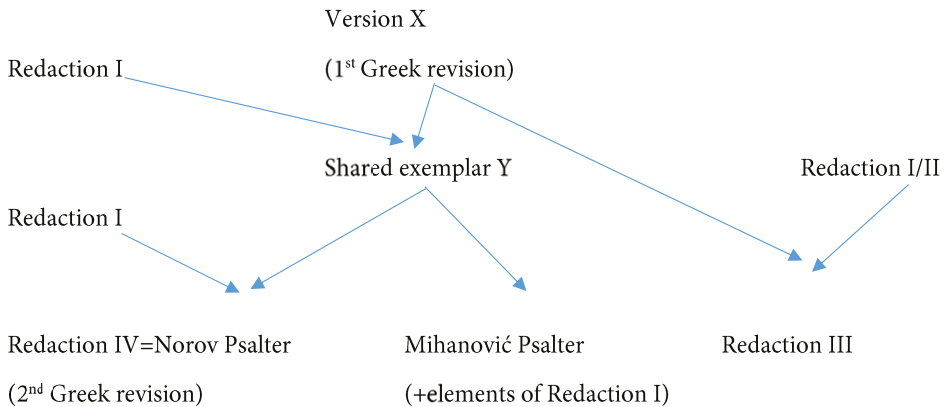 Version X
Redaction I
(1st Greek revision)
Shared exemplar Y
Redaction I/II
Redaction I
Redaction IV=Norov Psalter
Mihanović Psalter
Redaction III
(2nd Greek revision)
(+elements of Redaction I)